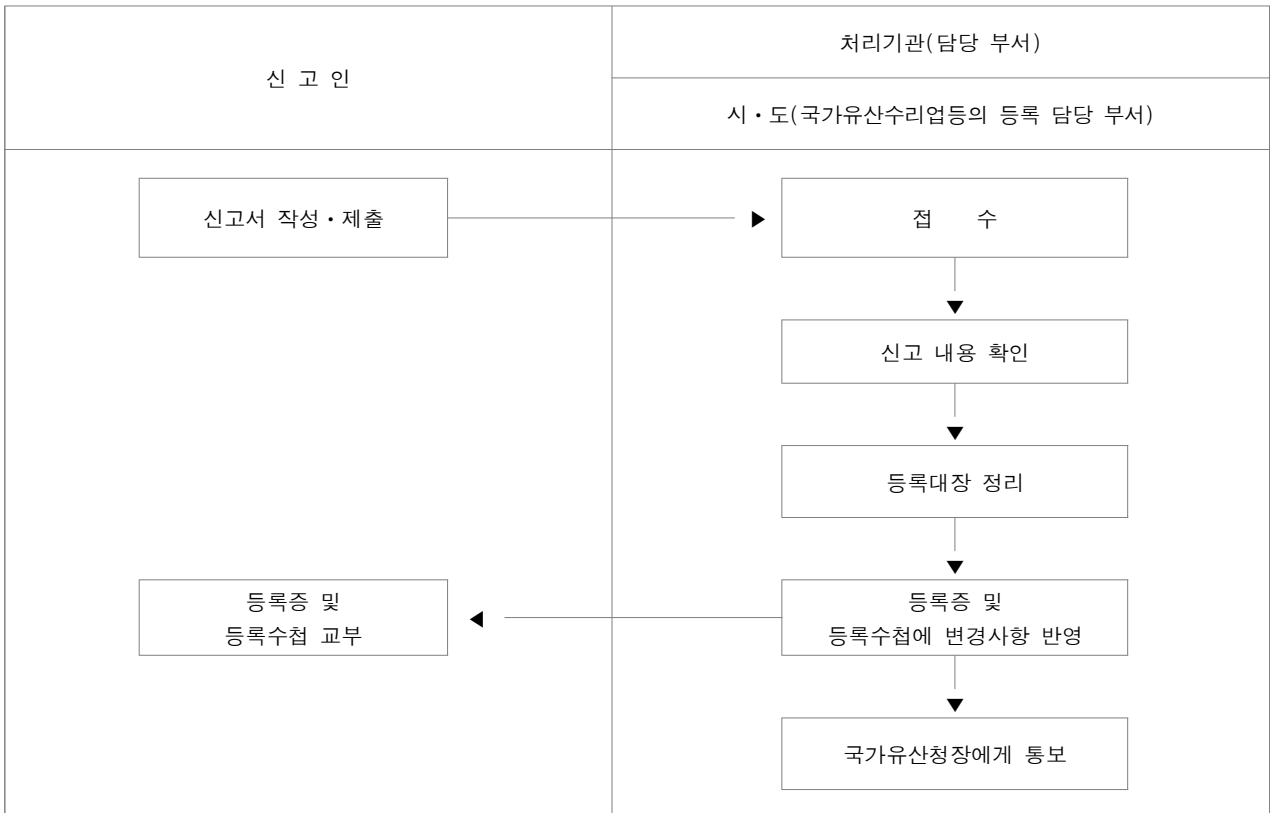 신 고 인
처리기관(담당 부서)
시・도(국가유산수리업등의 등록 담당 부서)
신고서 작성・제출
접 수
신고 내용 확인
등록대장 정리
등록증 및
등록수첩에 변경사항 반영
등록증 및
등록수첩 교부
국가유산청장에게 통보